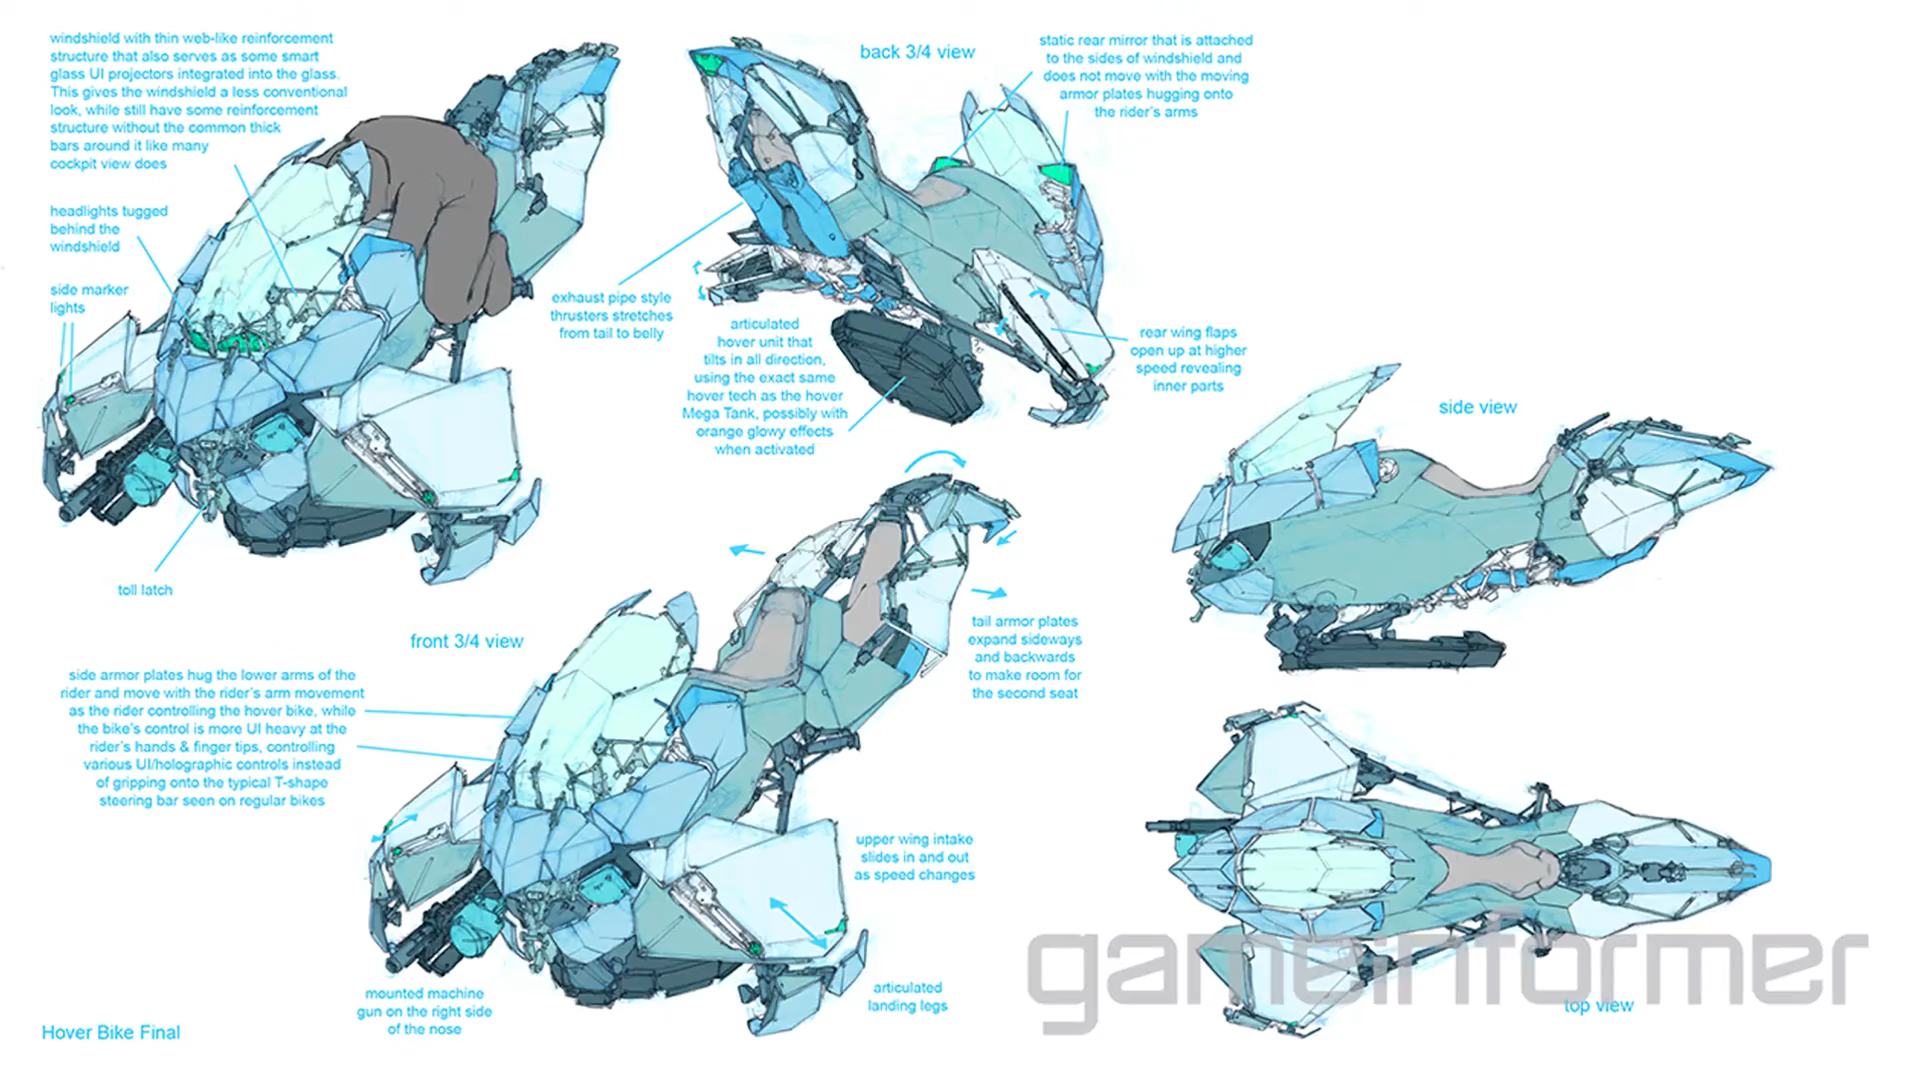 windshield with thin web-like reinforcement
structure that also serves as some smart
glass UI projectors integrated into the glass.
This gives the windshield a less conventional
look, while still have some reinforcement
structure without the common thick
bars around it like many
cockpit view does
headlights tugged
behind the
windshield
side marker
lights
toll latch
back 3/4 view
static rear mirror that is attached
to the sides of windshield and
does not move with the moving
armor plates hugging onto
the rider's arms
exhaust pipe style
thrusters stretches
from tail to belly
articulated
hover unit that
tilts in all direction,
using the exact same
hover tech as the hover
Mega Tank, possibly with
orange glowy effects
when activated
rear wing flaps
open up at higher
speed revealing
inner parts
side view
front 3/4 view
side armor plates hug the lower arms of the
rider and move with the rider's arm movement
as the rider controlling the hover bike, while
the bike's control is more UI heavy at the
rider's hands & finger tips, controlling
various UI/holographic controls instead
of gripping onto the typical T-shape
steering bar seen on regular bikes
tail armor plates
expand sideways
and backwards
to make room for
the second seat
upper wing intake
slides in and out
as speed changes
articulated
landing legs
mounted machine
gun on the right side
of the nose
Hover Bike Final
gameinformer
top view